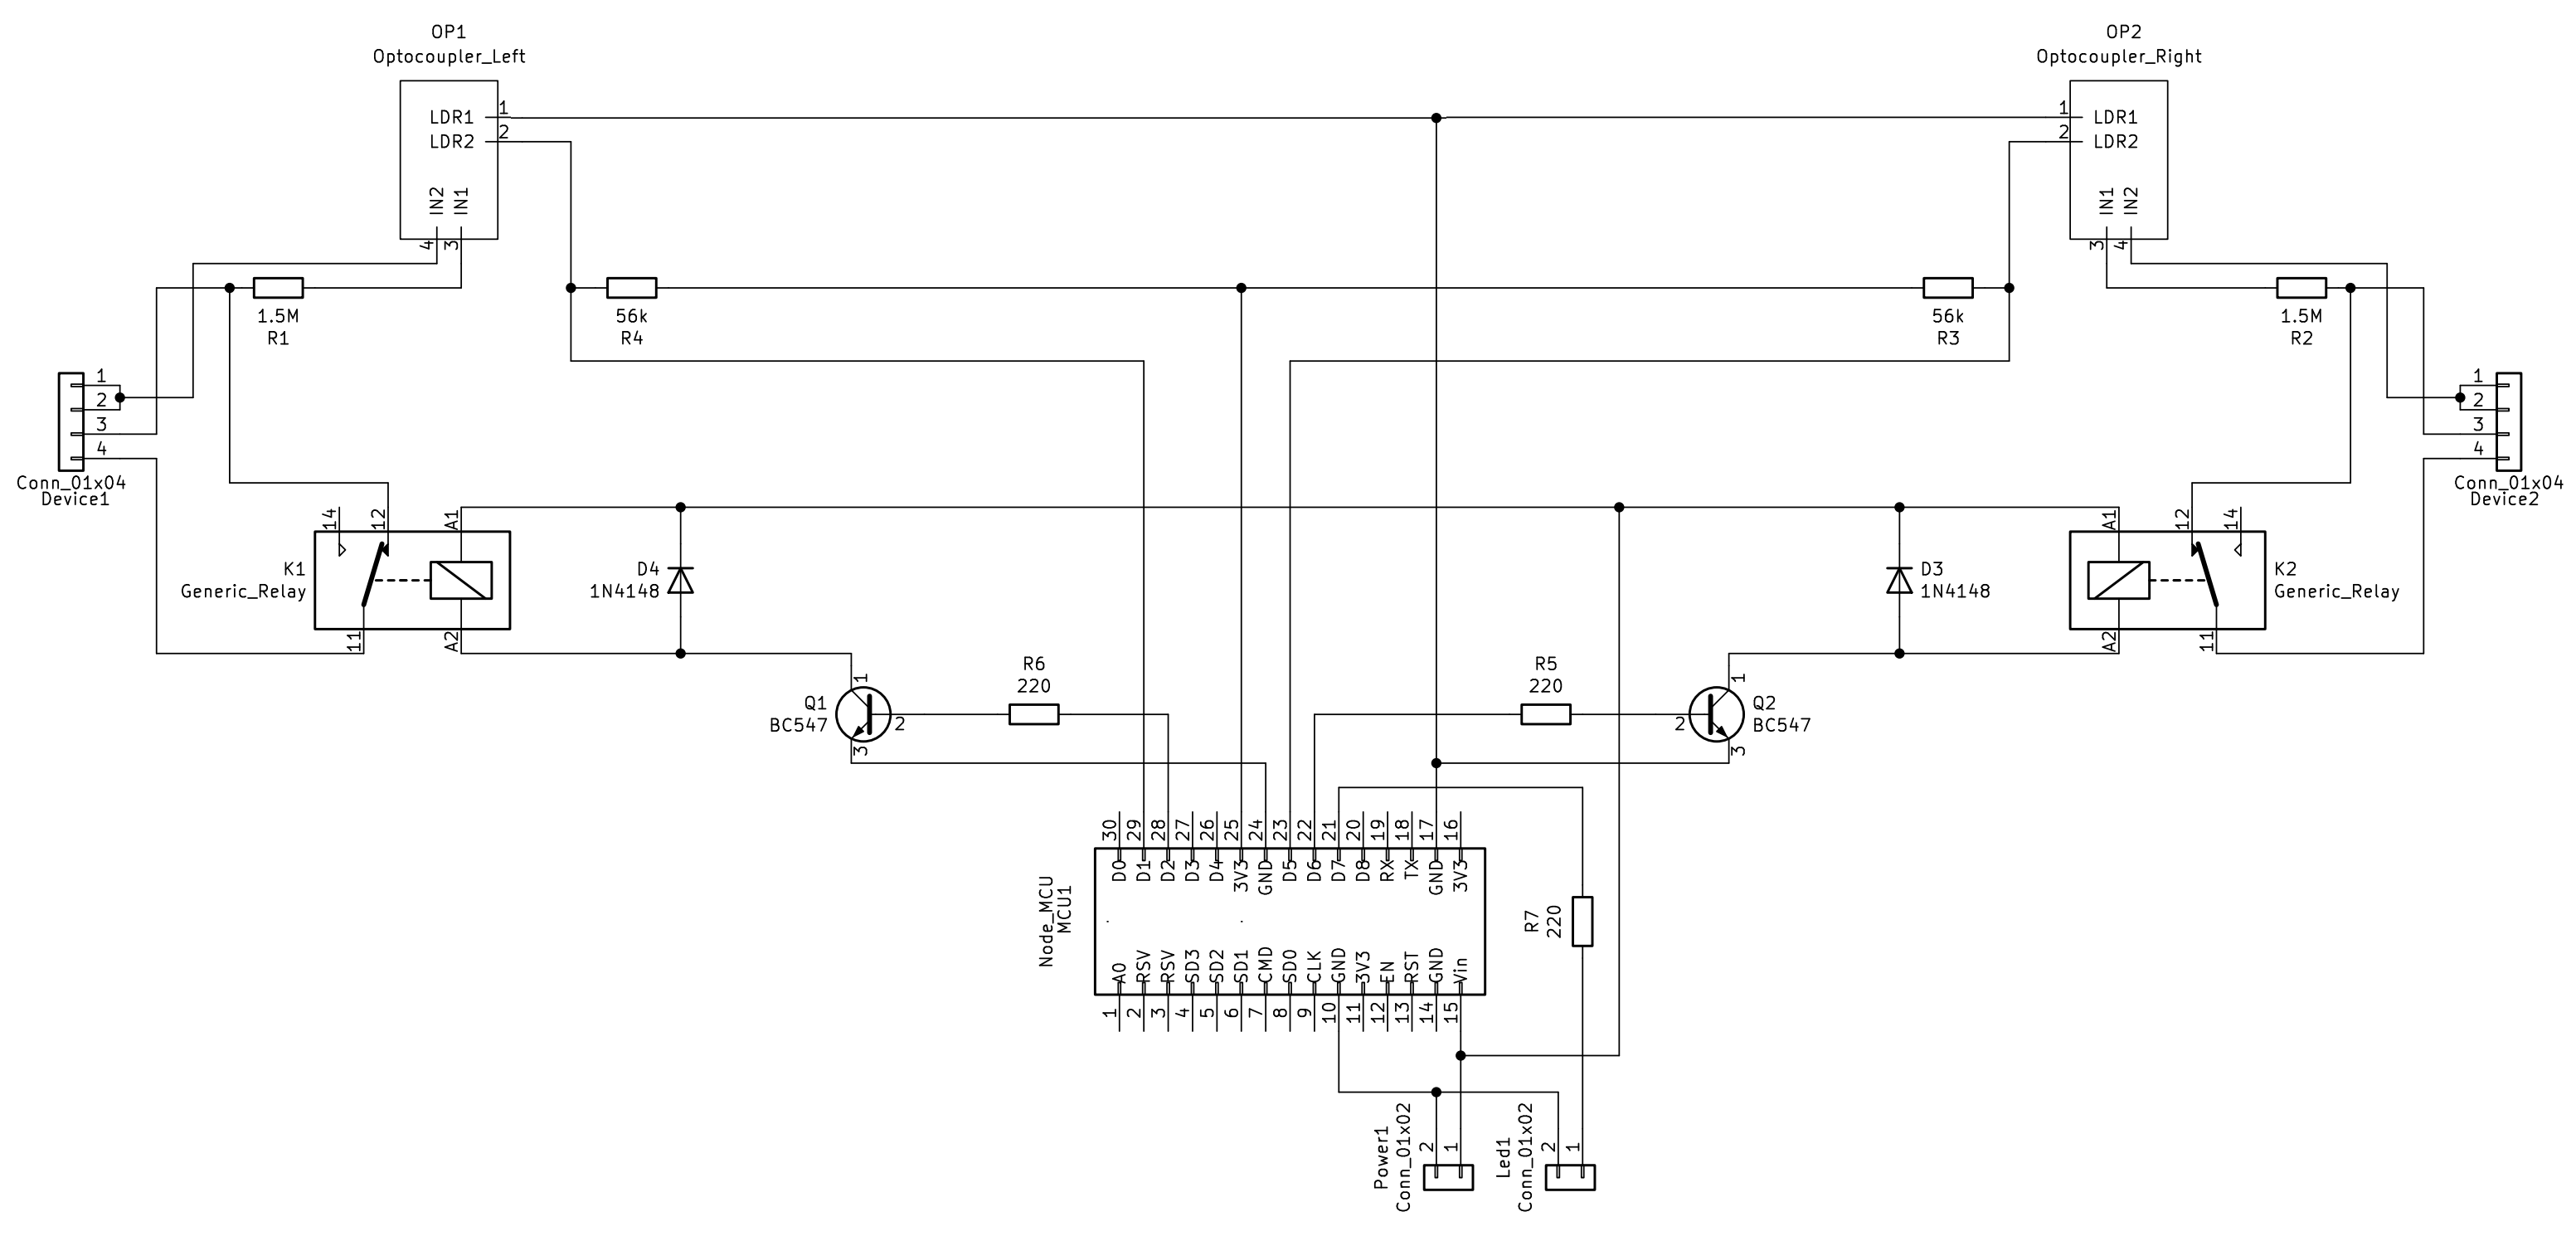 OP1
Optocoupler_Left
LDR1
1
LDR2
2
IN2
IN1
4
3
OP2
Optocoupler_Right
1
LDR1
2
LDR2
IN1
IN2
3
4
1.5M
R1
56k
R4
56k
R3
1.5M
R2
1
2
3
4
Conn_01x04
Device1
1
2
3
4
Conn_01x04
Device2
14
12
A1
K1
Generic_Relay
11
A2
D4
1N4148
D3
1N4148
A1
12
14
K2
Generic_Relay
A2
11
Q1
BC547
1
2
3
R6
220
R5
220
Q2
BC547
1
2
3
30
29
28
27
26
25
24
23
22
21
20
19
18
17
16
D0
D1
D2
D3
D4
3V3
GND
D5
D6
D7
D8
RX
TX
GND
3V3
Node_MCU
MCU1
A0
RSV
RSV
SD3
SD2
SD1
CMD
SD0
CLK
GND
3V3
EN
RST
GND
Vin
1
2
3
4
5
6
7
8
9
10
11
12
13
14
15
R7
220
Power1
Conn_01x02
2
1
Led1
Conn_01x02
2
1